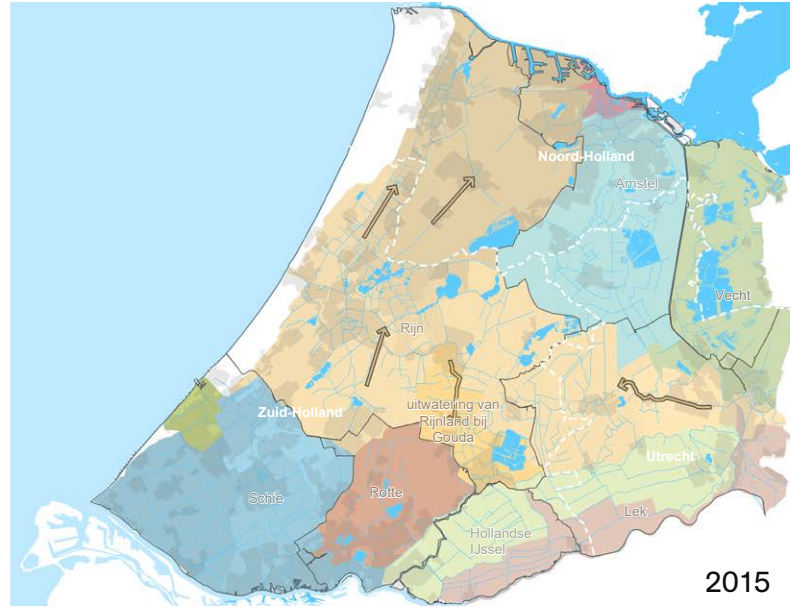 Noord-Holland
Amstel
Vecht
Rijn
uitwatering van
Rijnland bij
Gouda
Zuid-Holland
Utrecht
Schie
Rotte
Lek
Hollandse
IJssel
2015